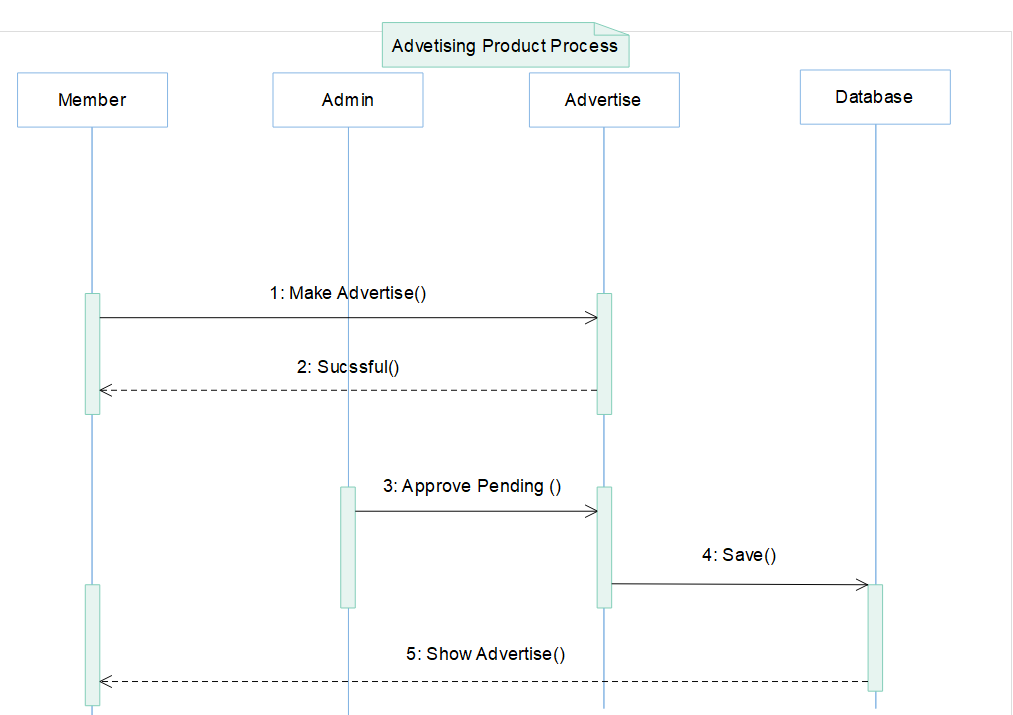 Advetising Product Process
Member
Admin
Advertise
Database
1: Make Advertise()
2: Sucssful()
3: Approve Pending ()
4: Save()
5: Show Advertise()